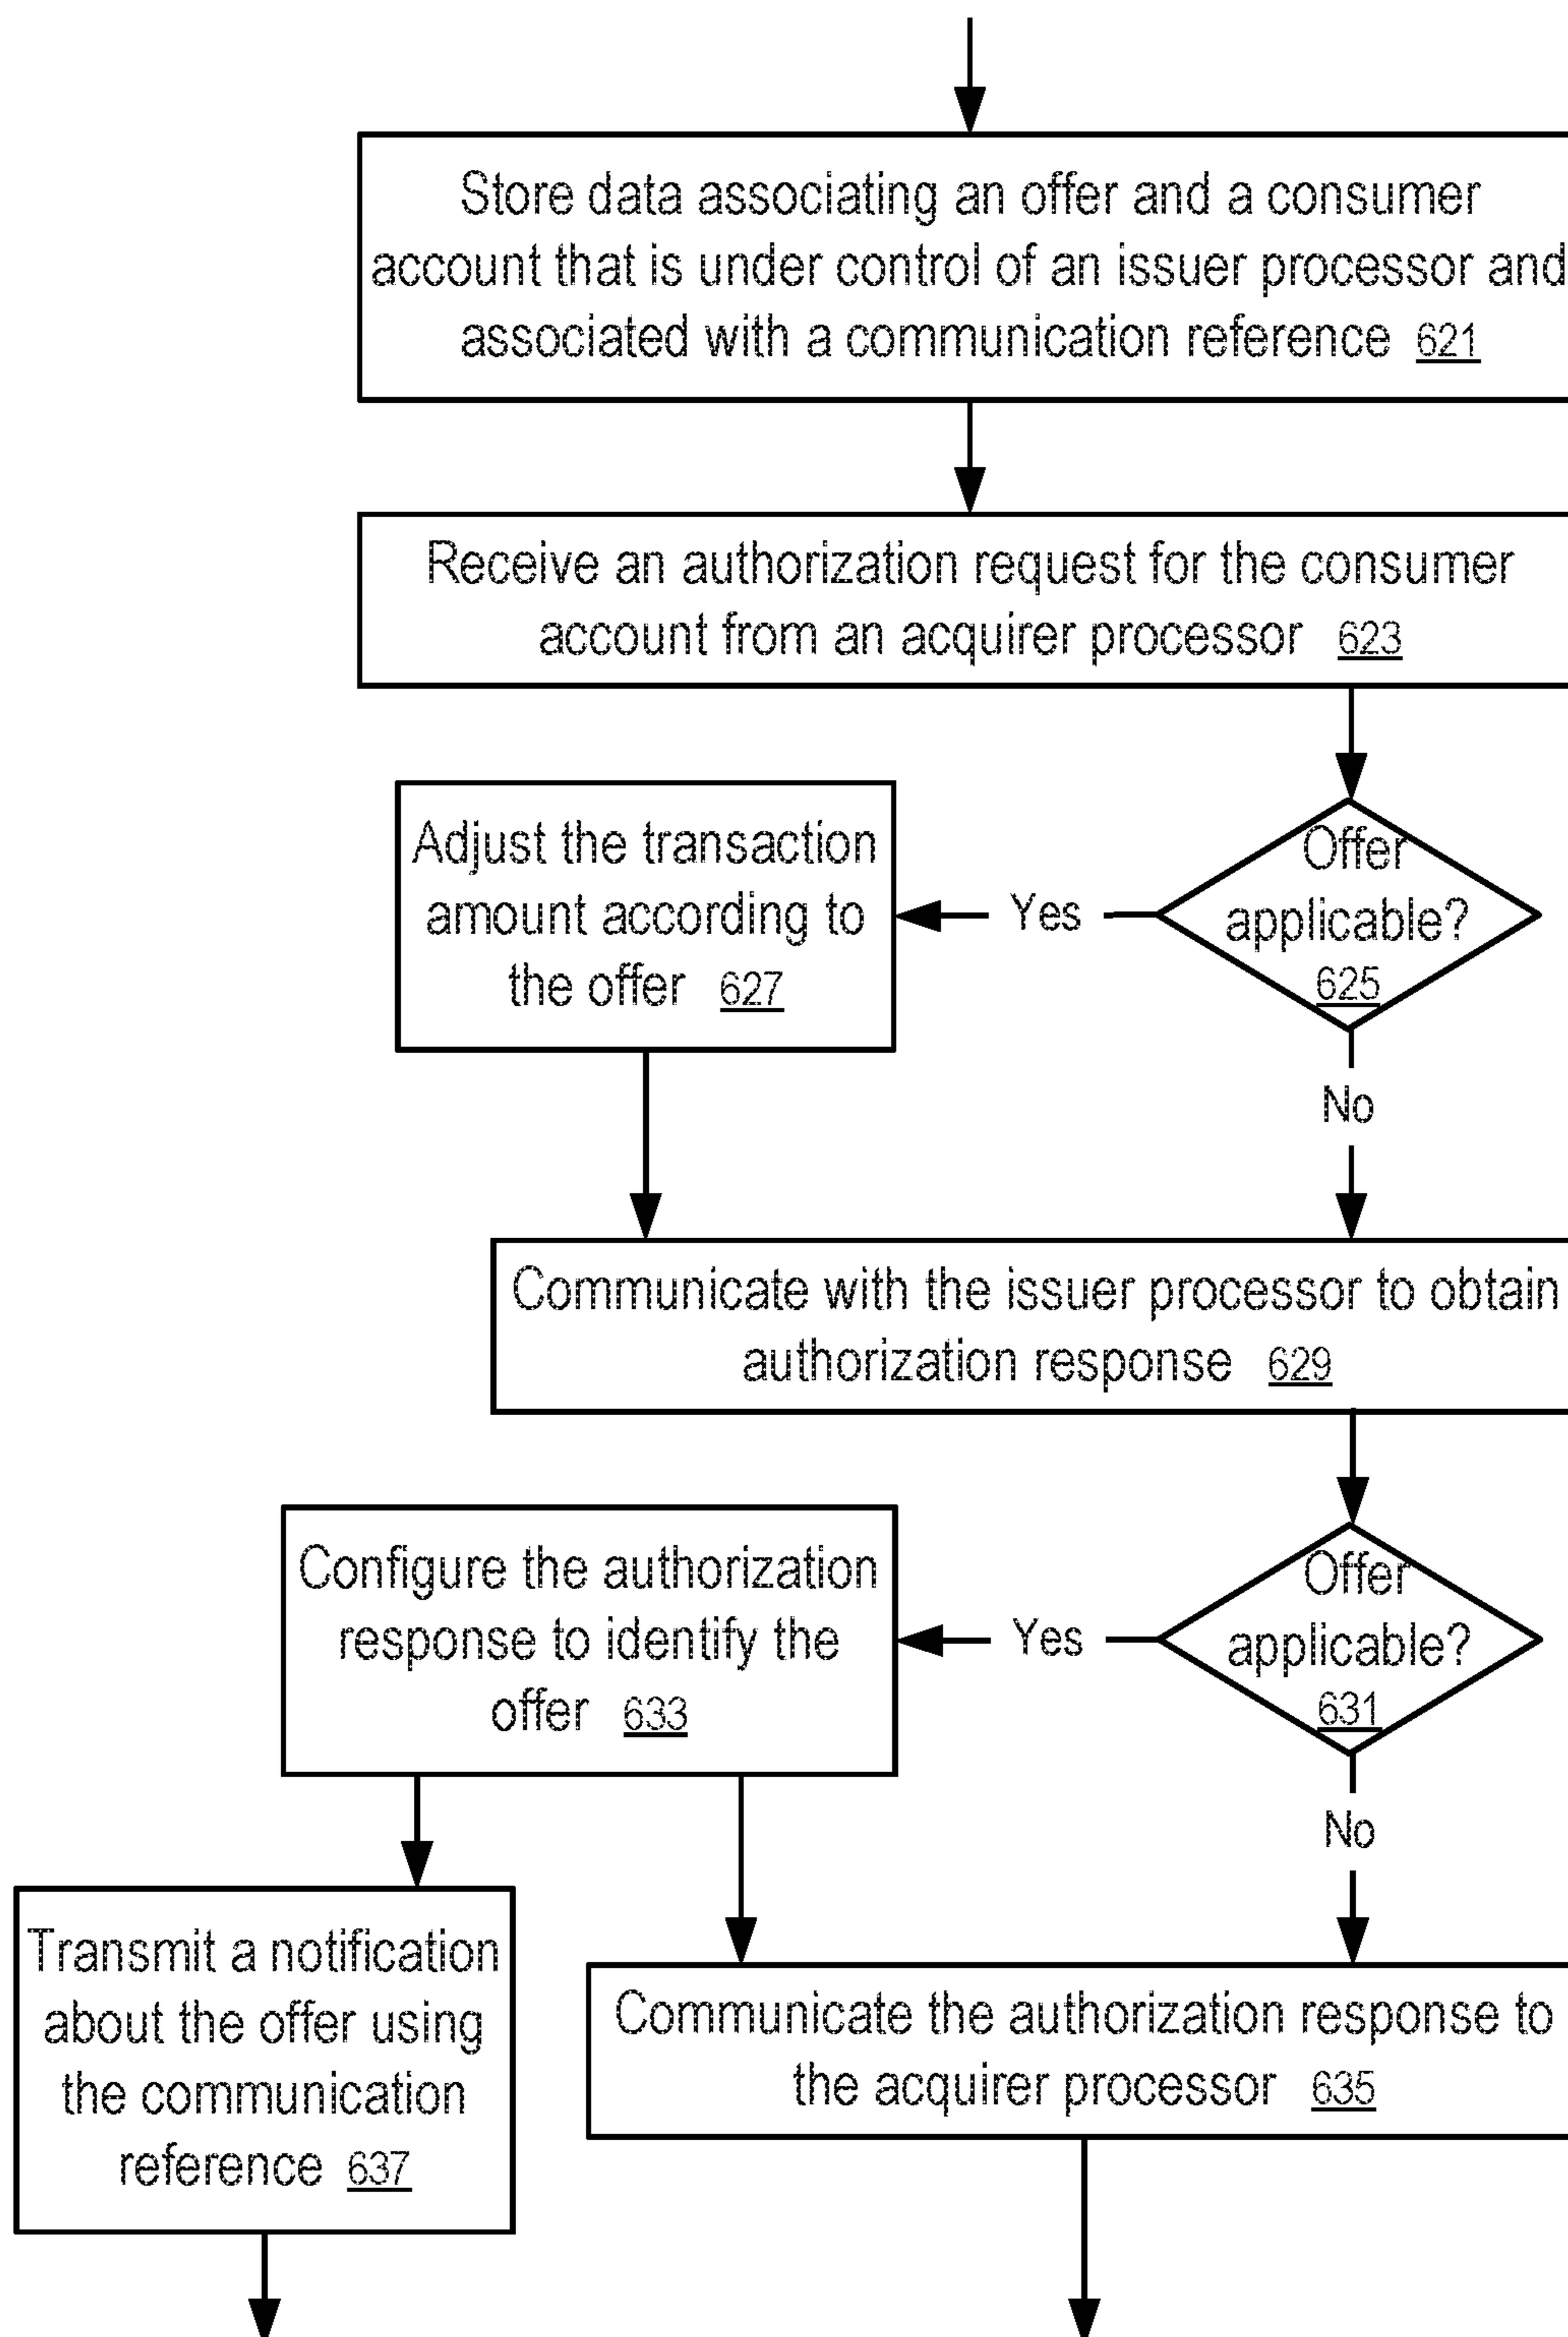 Store data associating an offer and a consumer
account that is under control of an issuer processor and
associated with a communication reference 621
Receive an authorization request for the consumer
account from an acquirer processor 623
Adjust the transaction
amount according to
the offer 627
Yes
Offer
applicable?
625
No
Communicate with the issuer processor to obtain
authorization response 629
Configure the authorization
response to identify the
offer 633
Yes
Offer
applicable?
631
No
Transmit a notification
about the offer using
the communication
reference 637
Communicate the authorization response to
the acquirer processor 635